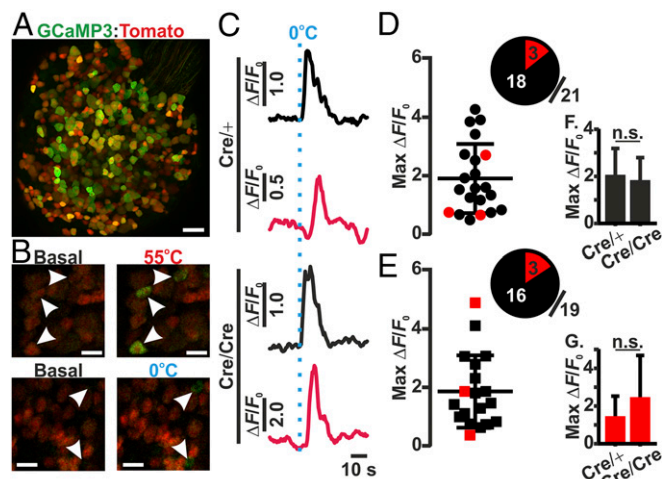 A
GCaMP3:Tomato
B
Basal
55°C
Basal
0°C
C
0°C
Cre/+
ΔF/F0
1.0
ΔF/F0
0.5
Cre/Cre
ΔF/F0
1.0
ΔF/F0
2.0
10 s
D
Max ΔF/F0
6
4
2
0
3
18
21
E
Max ΔF/F0
6
4
2
0
3
16
19
F.
n.s.
Max ΔF/F0
4
2
0
Cre/+
Cre/Cre
G.
n.s.
Max ΔF/F0
4
2
0
Cre/+
Cre/Cre